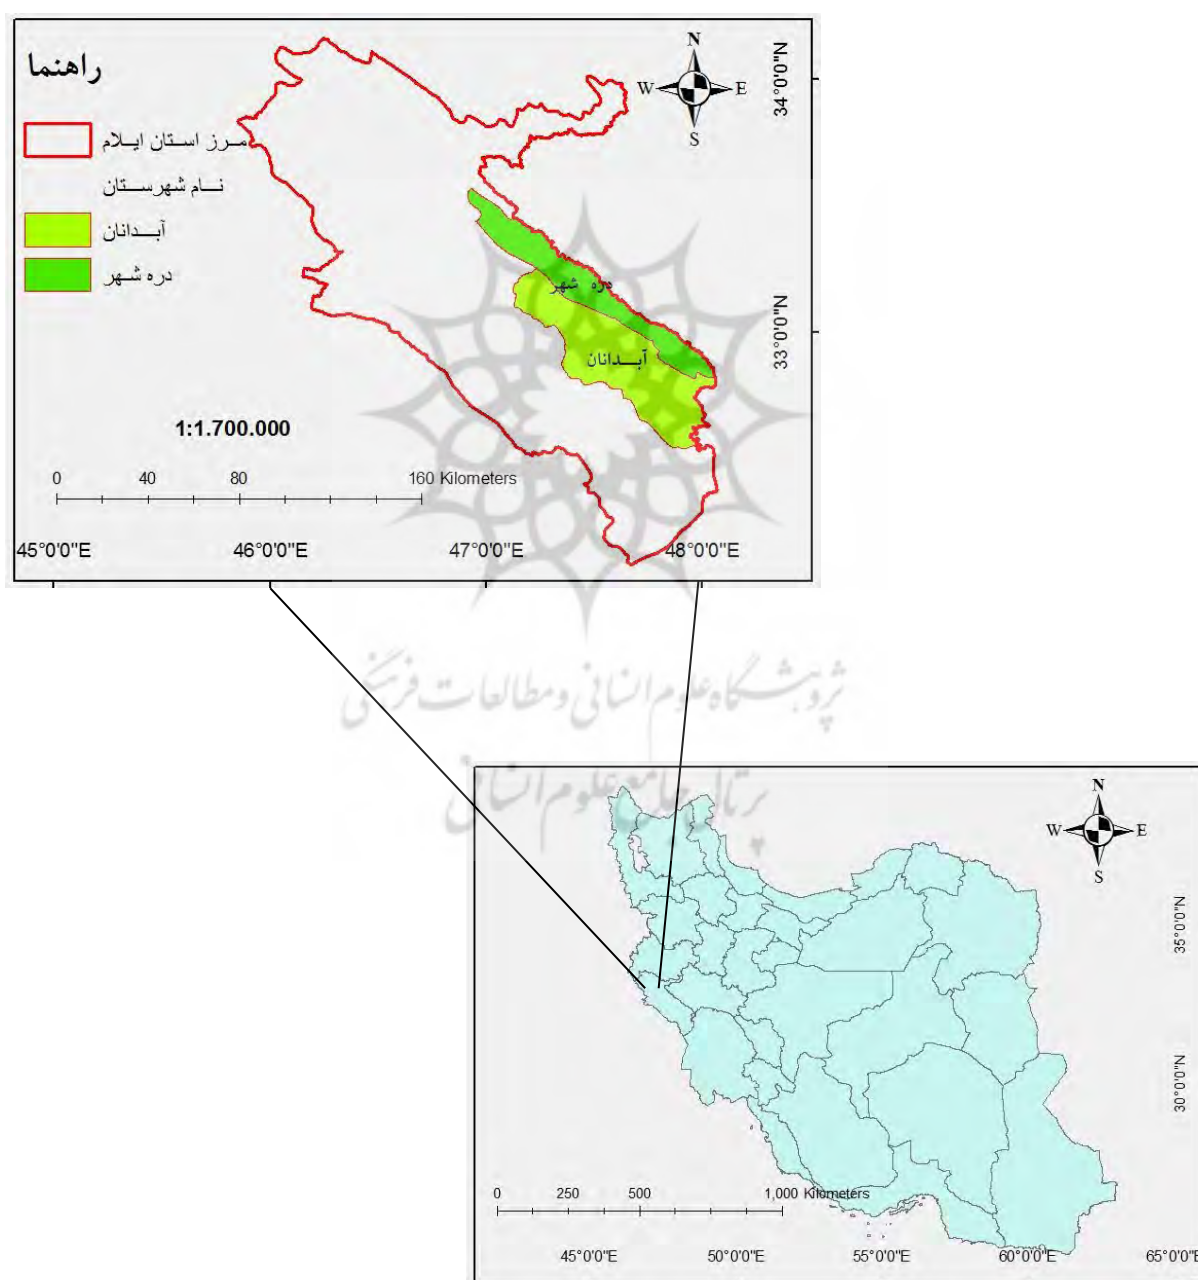 راهنما
مرز استان ایلام
نام شهرستان
آبدانان
دره شهر
N
W E
S
34°0'0"N
33°0'0"N
دره شهر
آبدانان
1:1.700.000
0 40 80 160 Kilometers
45°0'0"E 46°0'0"E 47°0'0"E 48°0'0"E
پژوهشگاه علوم انسانی و مطالعات فرهنگی
پرتال جامع علوم انسانی
N
W E
S
35°0'0"N
30°0'0"N
0 250 500 1,000 Kilometers
45°0'0"E 50°0'0"E 55°0'0"E 60°0'0"E 65°0'0"E